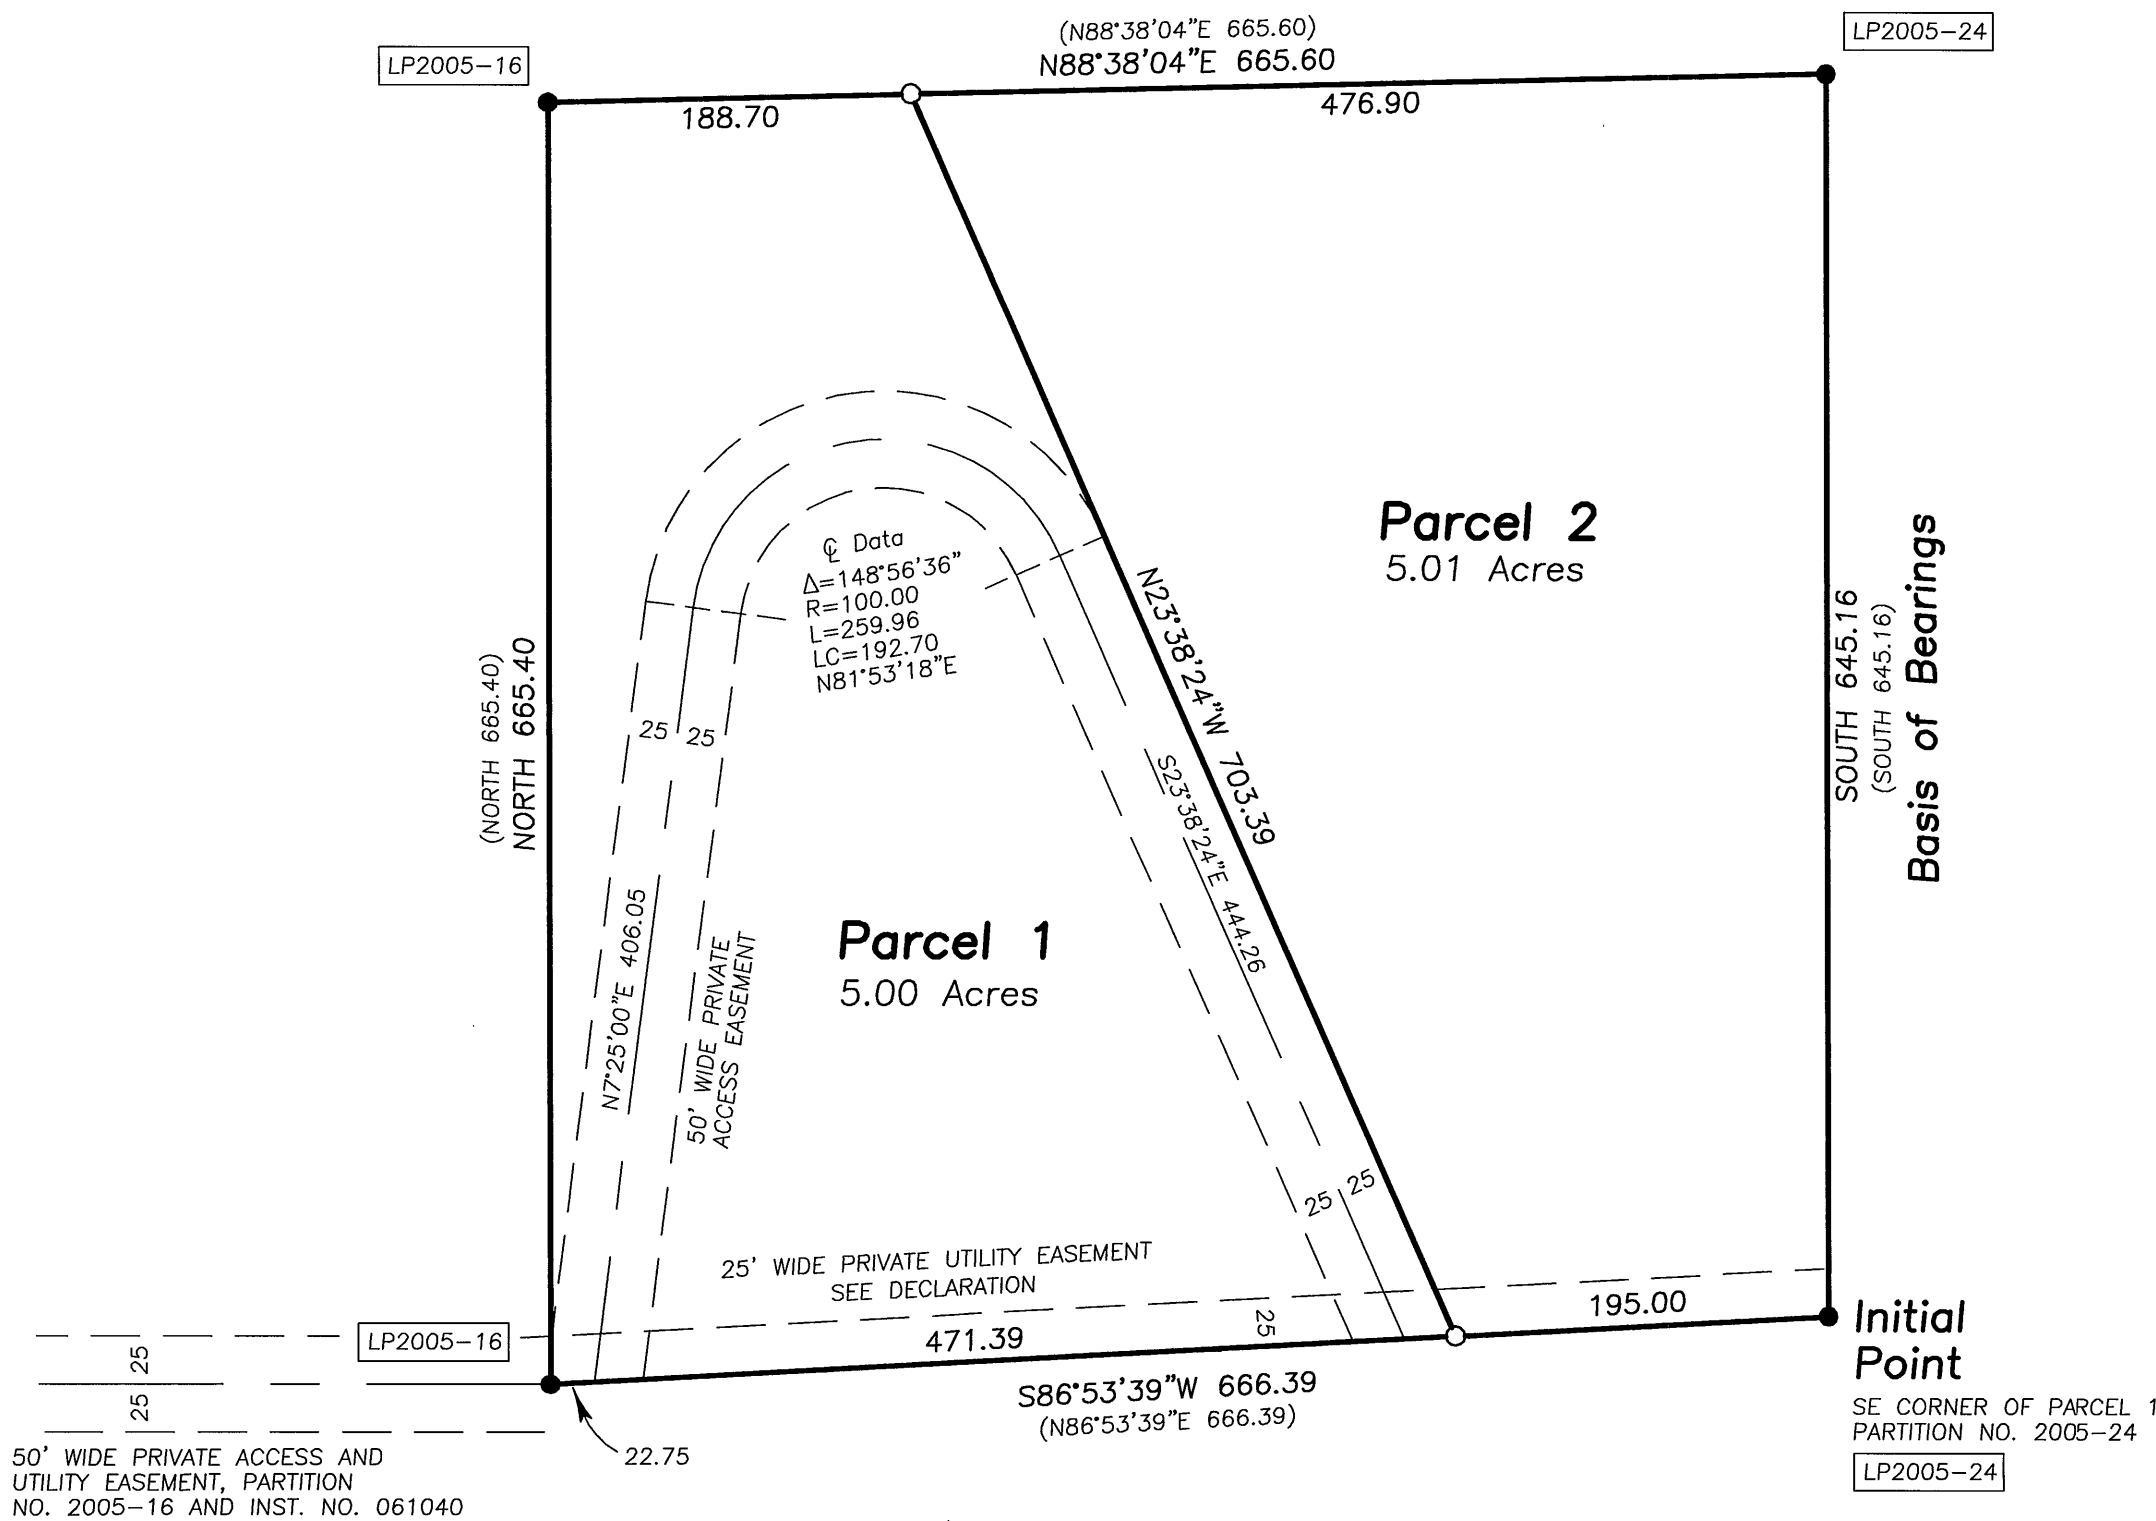 (N88°38'04"E 665.60)
N88°38'04"E 665.60
LP2005-16
LP2005-24
188.70
476.90
℄ Data
Δ=148°56'36"
R=100.00
L=259.96
LC=192.70
N81°53'18"E
Parcel 2
5.01 Acres
N23°38'24"W 703.39
S23°38'24"E 444.26
(NORTH 665.40)
NORTH 665.40
SOUTH 645.16
(SOUTH 645.16)
Basis of Bearings
25 25
N7°25'00"E 406.05
50' WIDE PRIVATE
ACCESS EASEMENT
Parcel 1
5.00 Acres
25 25
25' WIDE PRIVATE UTILITY EASEMENT
SEE DECLARATION
25
195.00
471.39
LP2005-16
25
25
S86°53'39"W 666.39
(N86°53'39"E 666.39)
22.75
Initial
Point
SE CORNER OF PARCEL 1
PARTITION NO. 2005-24
LP2005-24
50' WIDE PRIVATE ACCESS AND
UTILITY EASEMENT, PARTITION
NO. 2005-16 AND INST. NO. 061040